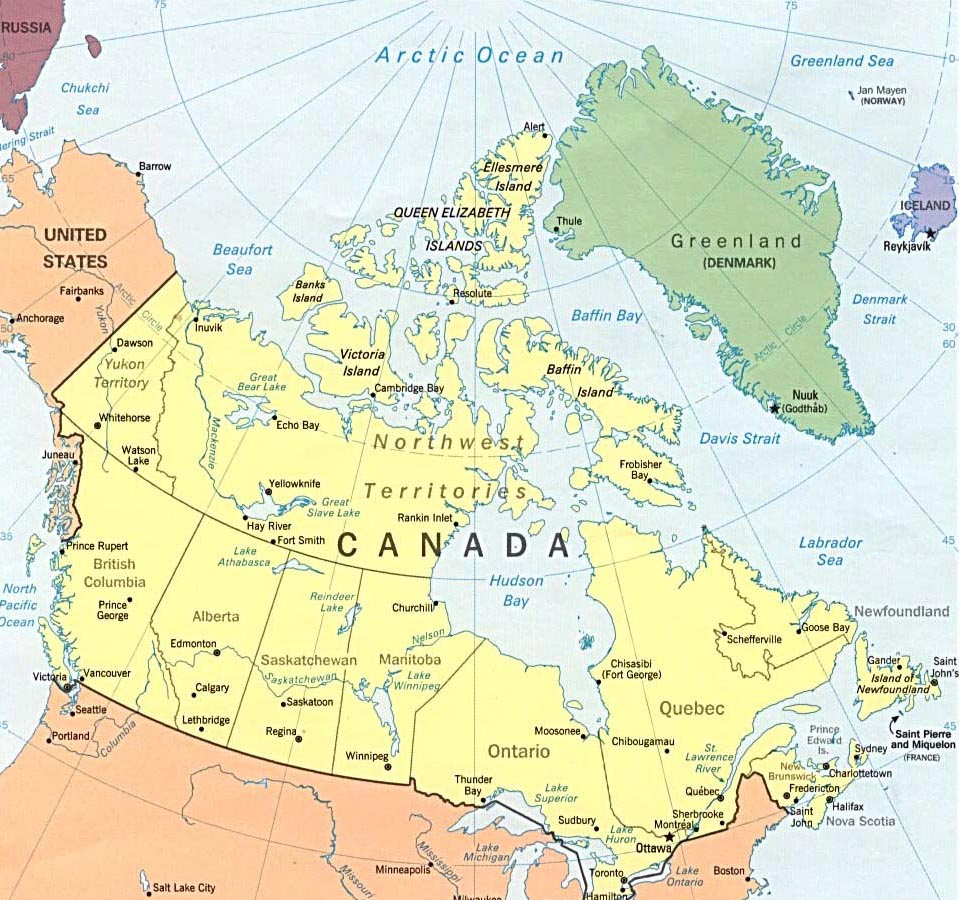 RUSSIA
75
75
Arctic Ocean
Greenland Sea
0
80
Chukchi
Sea
Jan Mayen
(NORWAY)
ering Strait
Alert
Barrow
65
Ellesmere
Island
15
ICELAND
Reykjavík
QUEEN ELIZABETH
ISLANDS
Thule
UNITED
STATES
Greenland
(DENMARK)
Beaufort
Sea
Banks
Island
Resolute
Fairbanks
Arctic
Circle
Yukon
Anchorage
Inuvik
Baffin Bay
Denmark
Strait
30
60
Arctic
Circle
50
Dawson
Yukon
Territory
Victoria
Island
Baffin
Island
Great
Bear Lake
Cambridge Bay
Nuuk
(Godthåb)
Whitehorse
Echo Bay
Mackenzie
Northwest
Territories
Davis Strait
Juneau
Watson
Lake
Frobisher
Bay
Yellowknife
Great
Slave Lake
Hay River
Rankin Inlet
Fort Smith
CANADA
35
45
Labrador
Sea
Prince Rupert
British
Columbia
Lake
Athabasca
Hudson
Bay
North
Pacific
Ocean
Prince
George
Reindeer
Lake
Churchill
Alberta
Nelson
Newfoundland
Schefferville
Goose Bay
Edmonton
Saskatchewan
Saskatchewan
Manitoba
Lake
Winnipeg
Chisasibi
(Fort George)
Gander
Saint
John's
Island of
Newfoundland
Victoria
Vancouver
Calgary
Saskatoon
Quebec
Seattle
Lethbridge
Regina
Winnipeg
Moosonee
Chibougamau
Saint Pierre
and Miquelon
(FRANCE)
45
Portland
Columbia
Ontario
St.
Lawrence
River
Prince
Edward
Is.
Sydney
Charlottetown
New
Brunswick
Fredericton
Thunder
Bay
Lake
Superior
Québec
Halifax
Saint
John
Nova Scotia
Sudbury
Sherbrooke
Montréal
Lake
Huron
Ottawa
Lake
Michigan
Mississippi
Minneapolis
Missouri
Toronto
Lake
Ontario
Boston
Salt Lake City
Hamilton
Milwaukee